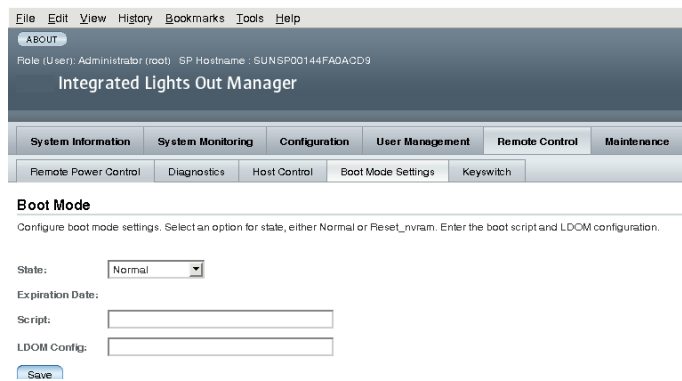 File Edit View History Bookmarks Tools Help
ABOUT
Role (User): Administrator (root) SP Hostname : SUNSP00144FA0ACD9
Integrated Lights Out Manager
System Information System Monitoring Configuration User Management Remote Control Maintenance
Remote Power Control Diagnostics Host Control Boot Mode Settings Keyswitch
Boot Mode
Configure boot mode settings. Select an option for state, either Normal or Reset_nvram. Enter the boot script and LDOM configuration.
State: Normal
Expiration Date:
Script:
LDOM Config:
Save